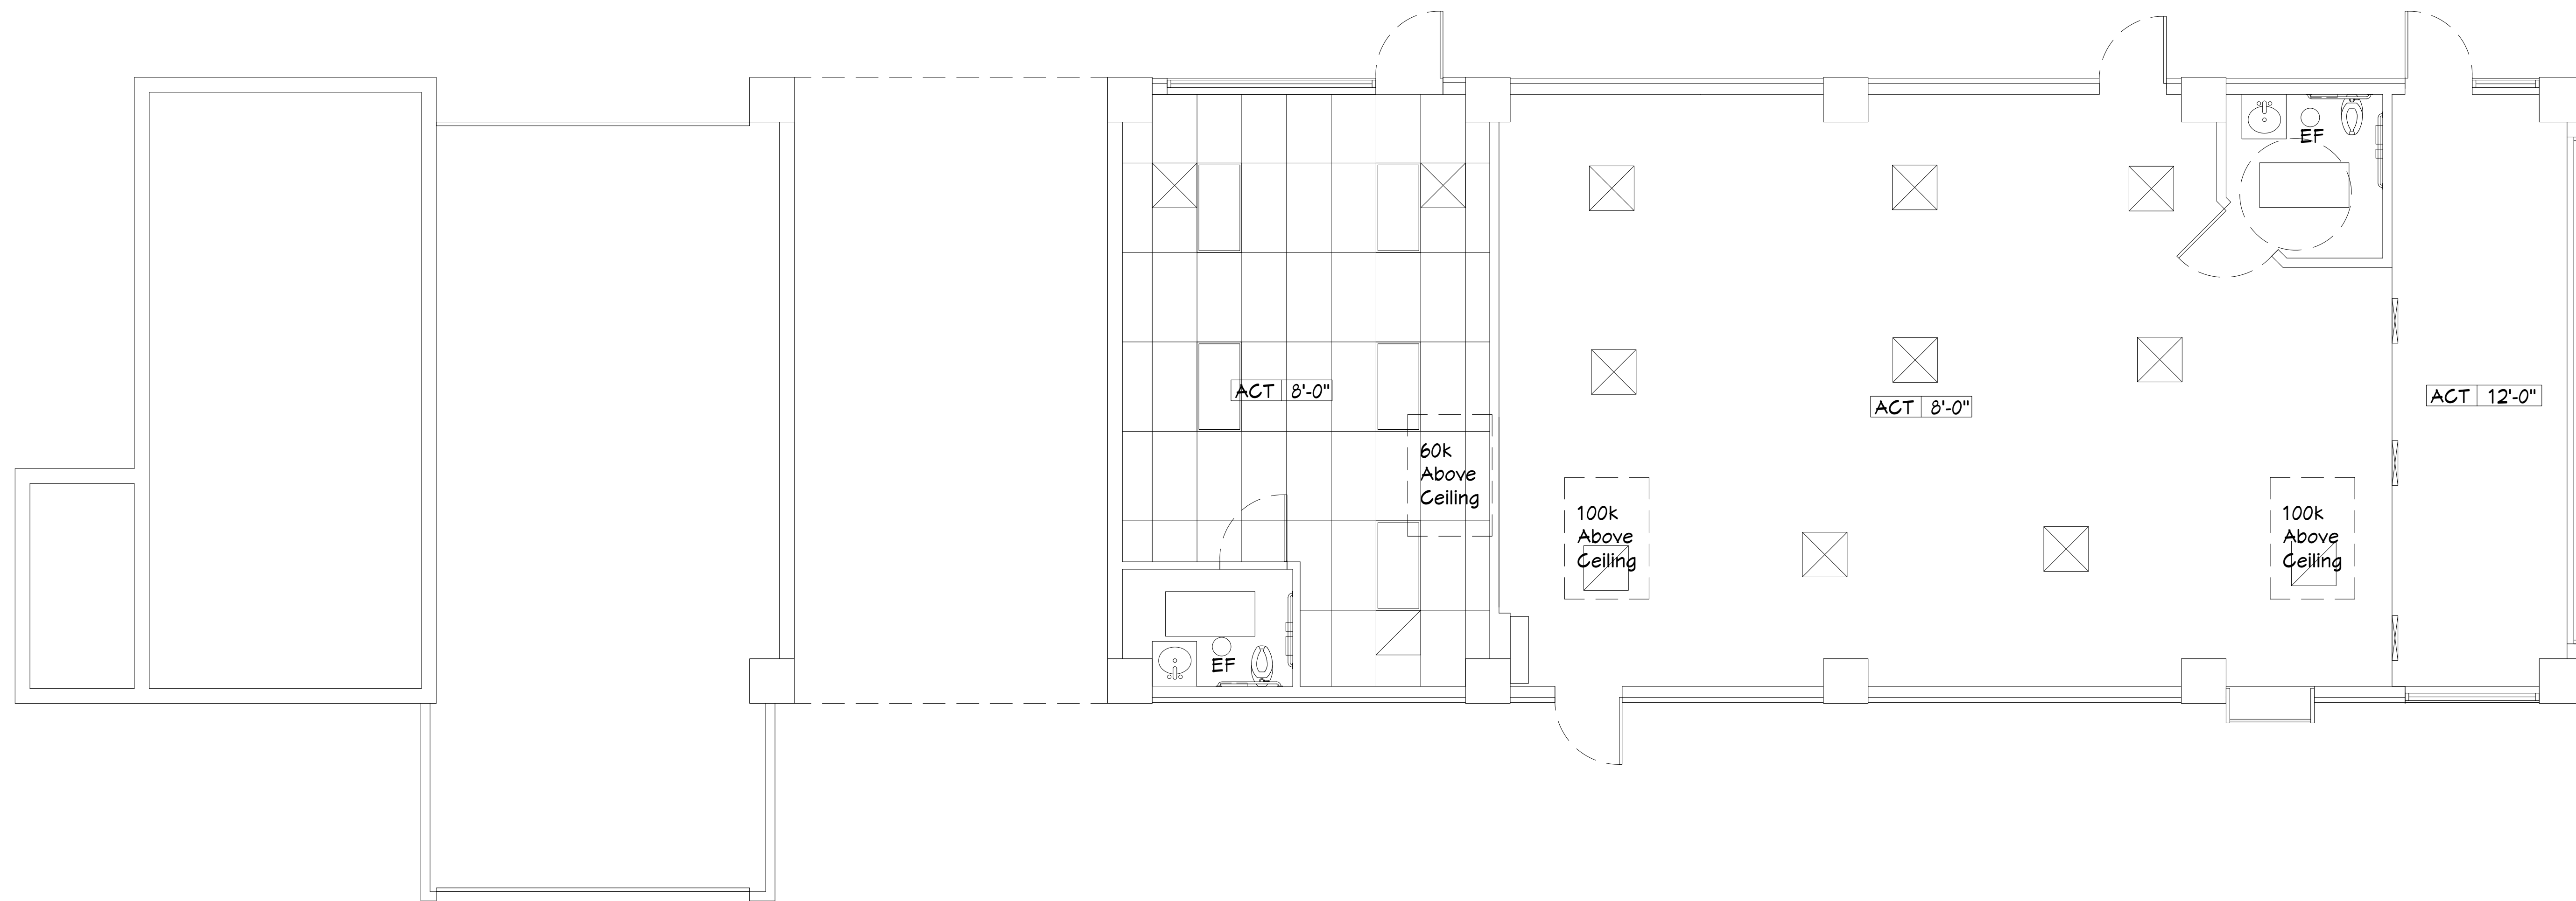 EF
ACT 8'-0"
ACT 8'-0"
ACT 12'-0"
60k
Above
Ceiling
100k
Above
Ceiling
100k
Above
Ceiling
EF